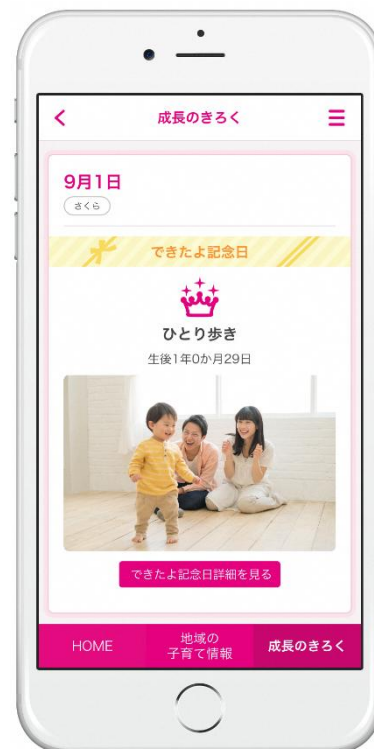 成長のきろく
9月1日
さくら
できたよ記念日
ひとり歩き
生後1年0か月29日
できたよ記念日詳細を見る
HOME
地域の
子育て情報
成長のきろく